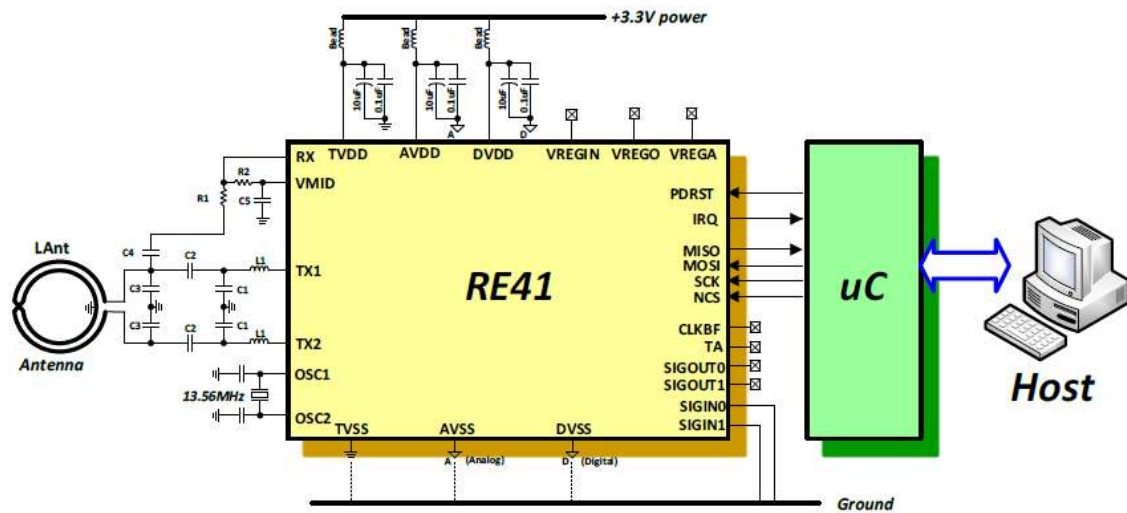 +3.3V power
Bead
Bead
Bead
10uF
0.1uF
10uF
0.1uF
10uF
0.1uF
A
D
RX
TVDD
AVDD
DVDD
VREGIN
VREGO
VREGA
R2
VMID
R1
C5
PDRST
IRQ
C4
LAnt
C2
L1
TX1
MISO
MOSI
SCK
NCS
C3
C1
RE41
uC
C3
C1
C2
L1
TX2
Antenna
CLKBF
TA
SIGOUT0
SIGOUT1
OSC1
13.56MHz
OSC2
SIGIN0
SIGIN1
Host
TVSS
AVSS
DVSS
A (Analog)
D (Digital)
Ground